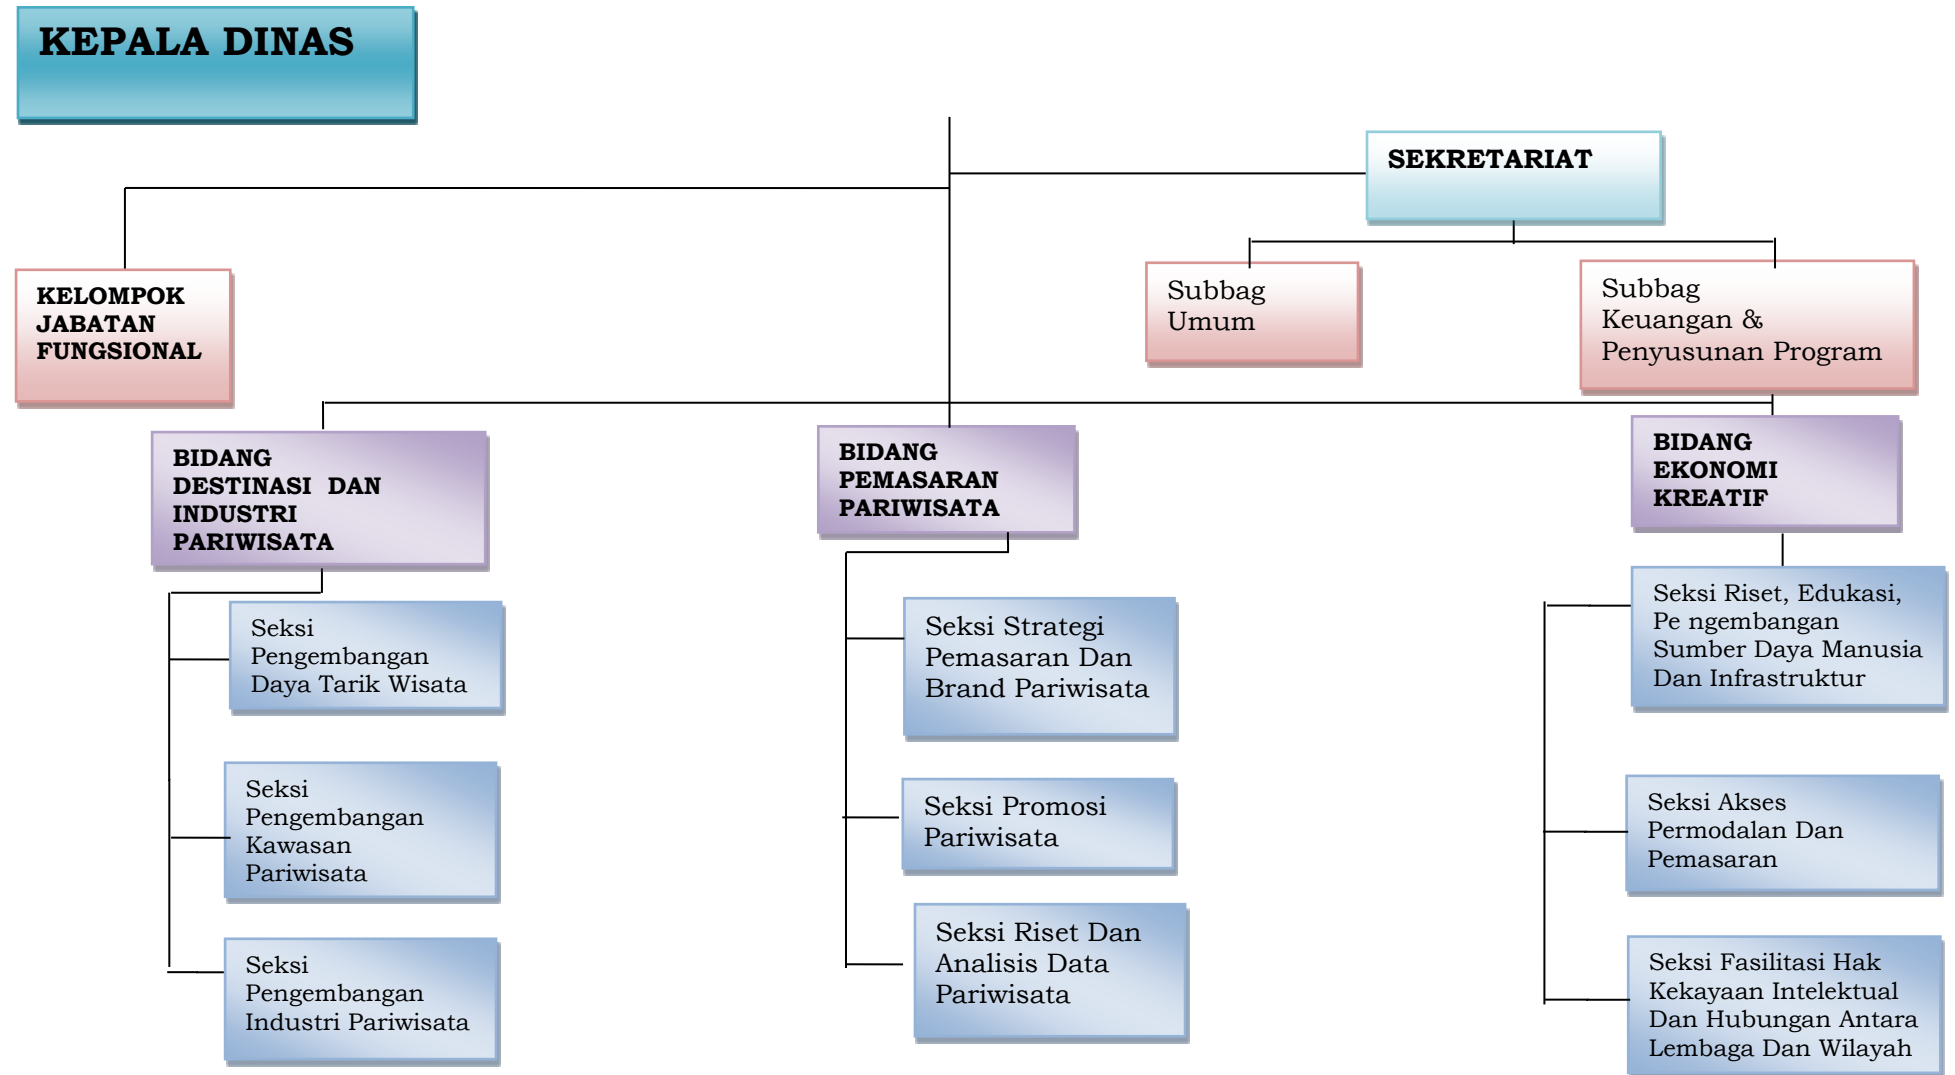 KEPALA DINAS
SEKRETARIAT
KELOMPOK
JABATAN
FUNGSIONAL
Subbag
Umum
Subbag
Keuangan &
Penyusunan Program
BIDANG
DESTINASI DAN
INDUSTRI
PARIWISATA
BIDANG
PEMASARAN
PARIWISATA
BIDANG
EKONOMI
KREATIF
Seksi
Pengembangan
Daya Tarik Wisata
Seksi
Pengembangan
Kawasan
Pariwisata
Seksi
Pengembangan
Industri Pariwisata
Seksi Strategi
Pemasaran Dan
Brand Pariwisata
Seksi Promosi
Pariwisata
Seksi Riset Dan
Analisis Data
Pariwisata
Seksi Riset, Edukasi,
Pe ngembangan
Sumber Daya Manusia
Dan Infrastruktur
Seksi Akses
Permodalan Dan
Pemasaran
Seksi Fasilitasi Hak
Kekayaan Intelektual
Dan Hubungan Antara
Lembaga Dan Wilayah